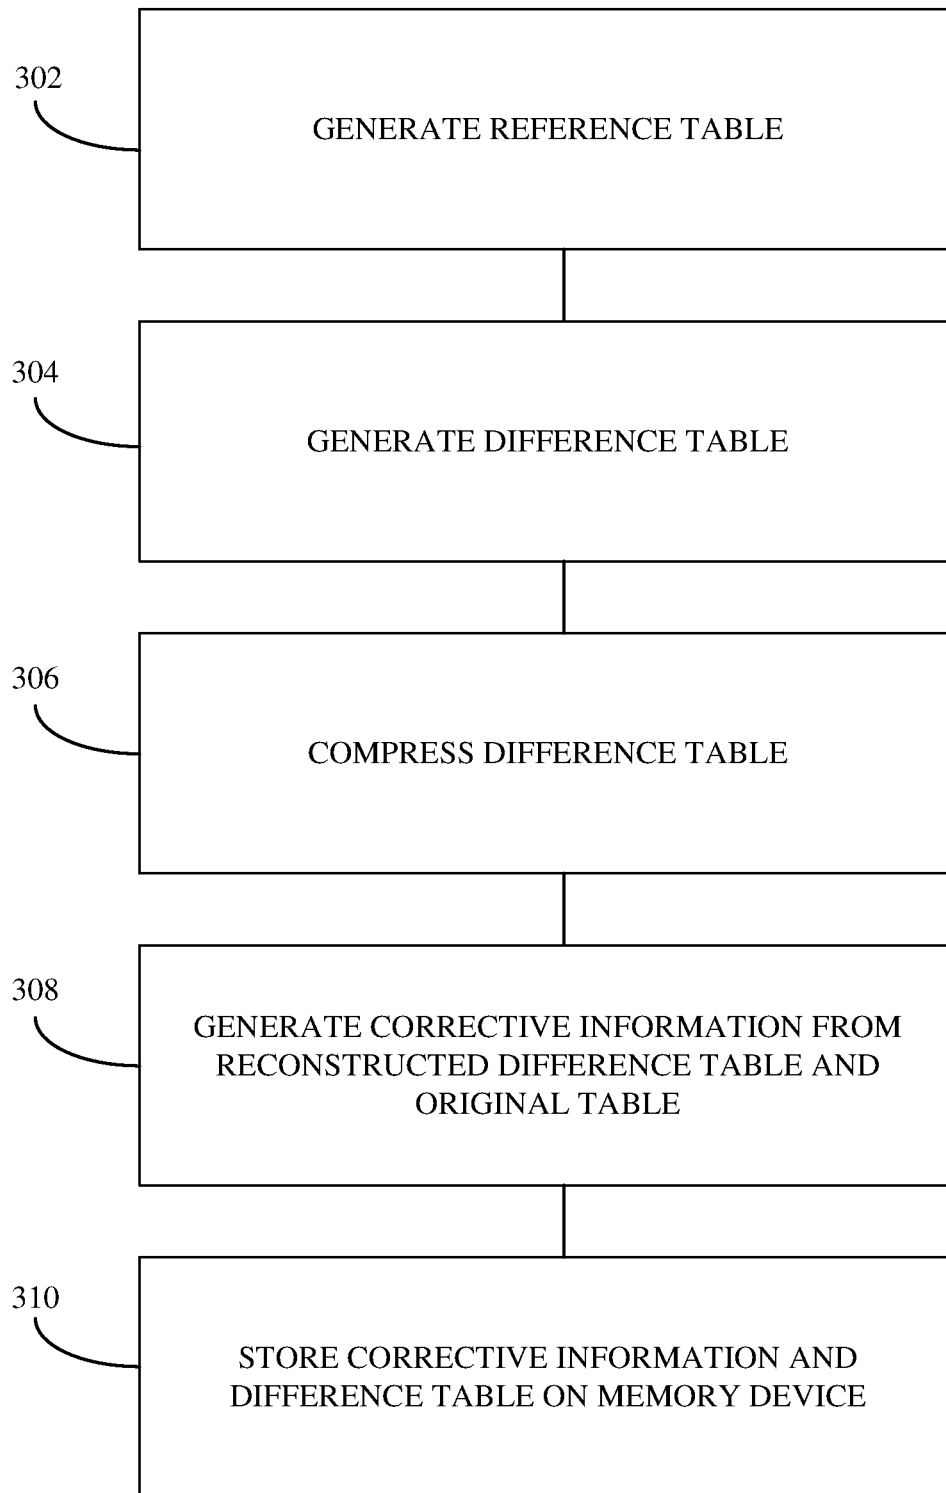 302
GENERATE REFERENCE TABLE
304
GENERATE DIFFERENCE TABLE
306
COMPRESS DIFFERENCE TABLE
308
GENERATE CORRECTIVE INFORMATION FROM
RECONSTRUCTED DIFFERENCE TABLE AND
ORIGINAL TABLE
310
STORE CORRECTIVE INFORMATION AND
DIFFERENCE TABLE ON MEMORY DEVICE